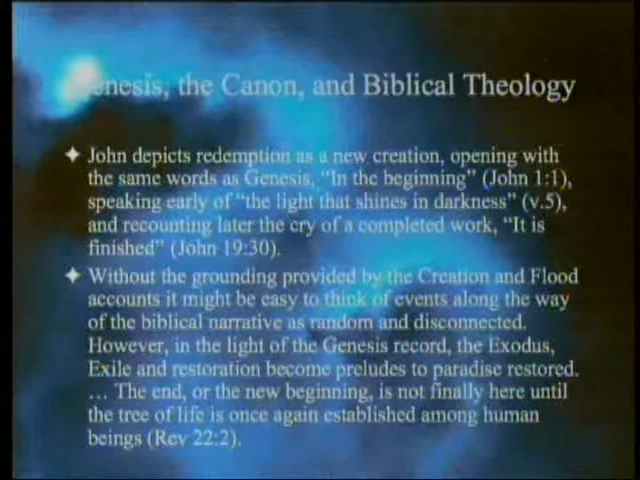 Genesis, the Canon, and Biblical Theology
John depicts redemption as a new creation, opening with
the same words as Genesis, “In the beginning” (John 1:1),
speaking early of “the light that shines in darkness” (v.5),
and recounting later the cry of a completed work, “It is
finished” (John 19:30).
Without the grounding provided by the Creation and Flood
accounts it might be easy to think of events along the way
of the biblical narrative as random and disconnected.
However, in the light of the Genesis record, the Exodus,
Exile and restoration become preludes to paradise restored.
… The end, or the new beginning, is not finally here until
the tree of life is once again established among human
beings (Rev 22:2).